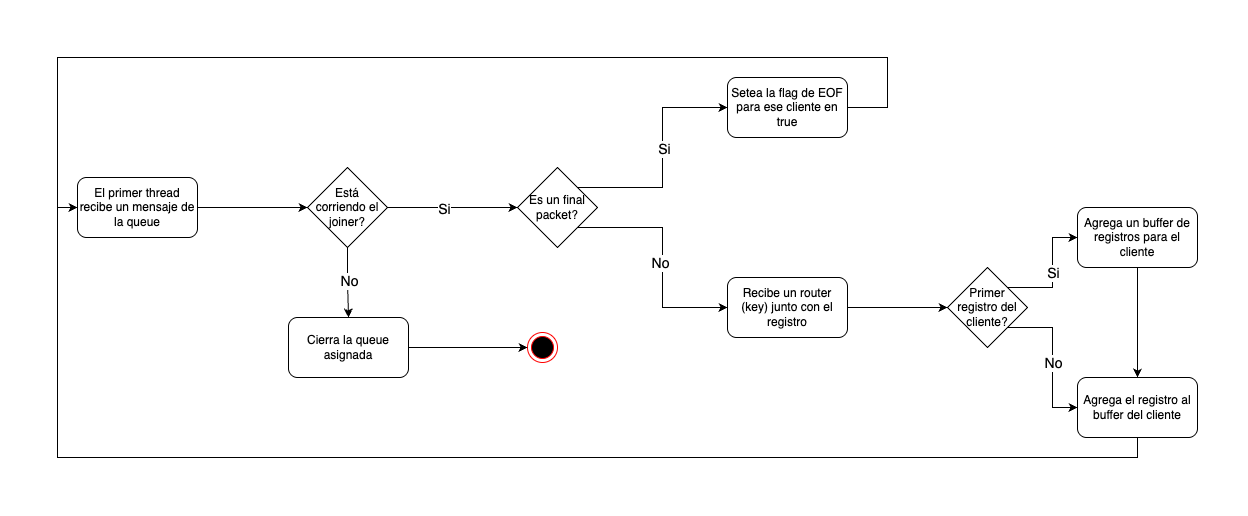 Setea la flag de EOF
para ese cliente en
true
Si
El primer thread
recibe un mensaje de
la queue
Está
corriendo el
joiner?
Si
Es un final
packet?
No
Cierra la queue
asignada
No
Recibe un router
(key) junto con el
registro
Primer
registro del
cliente?
Si
Agrega un buffer de
registros para el
cliente
No
Agrega el registro al
buffer del cliente